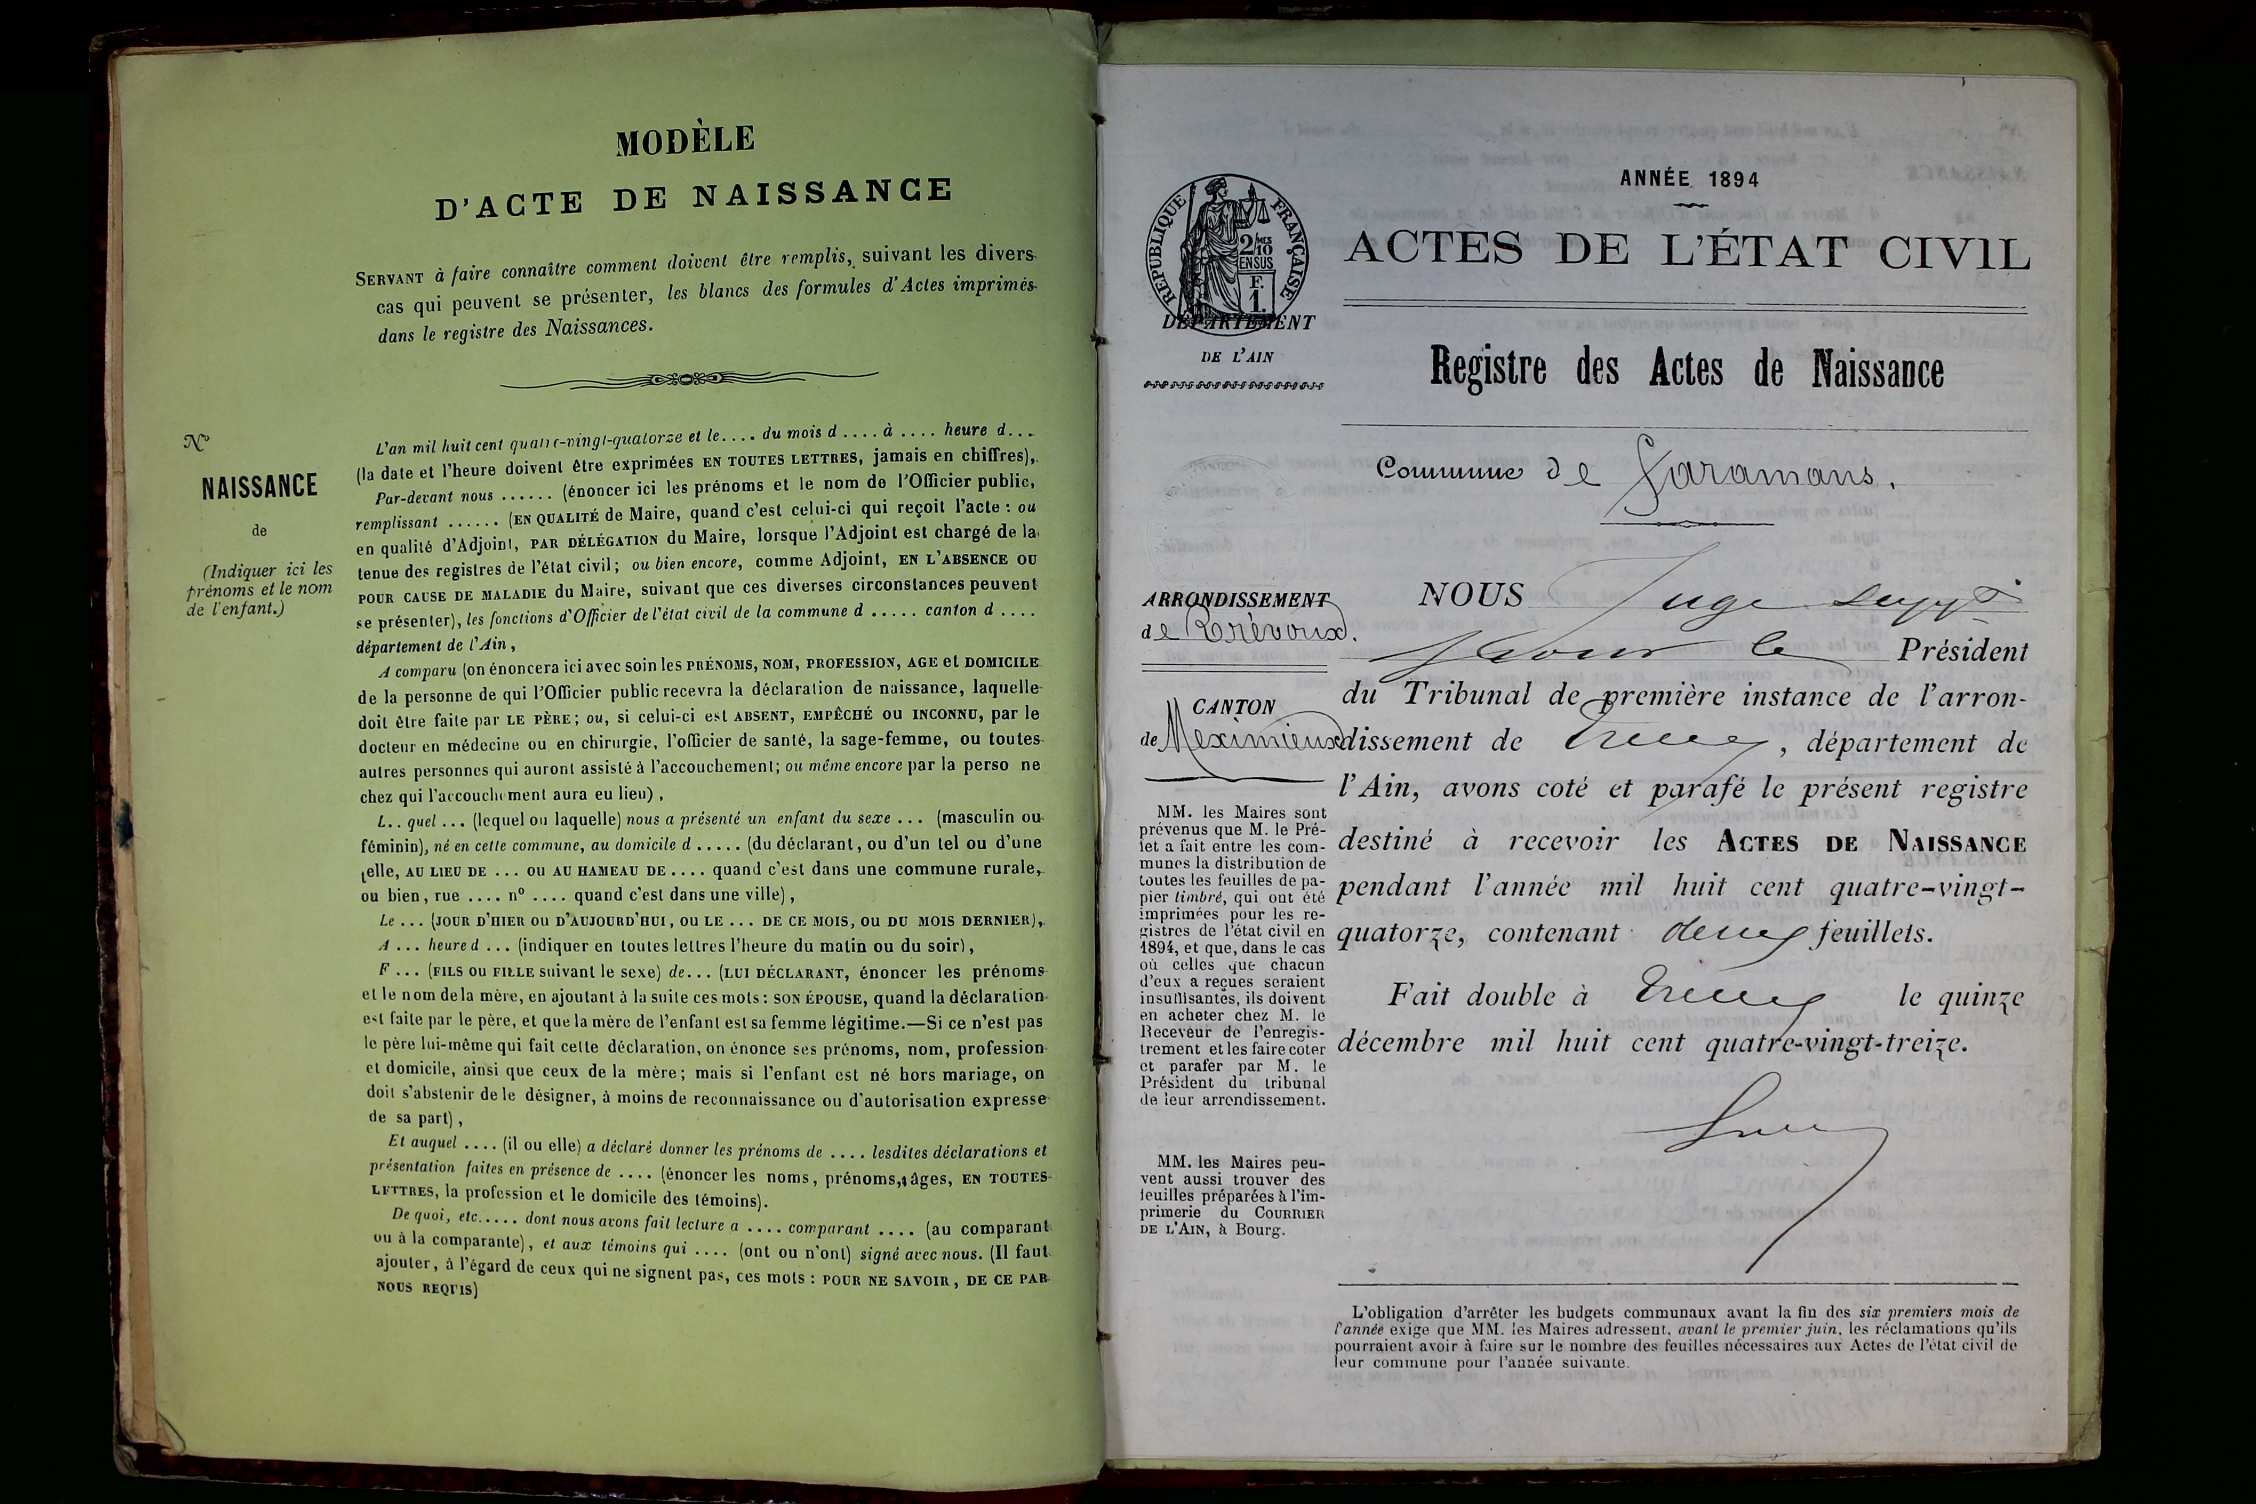 MODÈLE
D'ACTE DE NAISSANCE
SERVANT à faire connaître comment doivent être remplis, suivant les divers
cas qui peuvent se présenter, les blancs des formules d'Actes imprimés
dans le registre des Naissances.
N°
NAISSANCE
de
(Indiquer ici les
prénoms et le nom
de l'enfant.)
L'an mil huit cent quatre-vingt-quatorze et le.... du mois d .... à .... heure d...
(la date et l'heure doivent être exprimées EN TOUTES LETTRES, jamais en chiffres),
Par-devant nous ...... (énoncer ici les prénoms et le nom de l'Officier public,
remplissant ...... (EN QUALITÉ de Maire, quand c'est celui-ci qui reçoit l'acte : ou
en qualité d'Adjoint, PAR DÉLÉGATION du Maire, lorsque l'Adjoint est chargé de la
tenue des registres de l'état civil; ou bien encore, comme Adjoint, EN L'ABSENCE OU
POUR CAUSE DE MALADIE du Maire, suivant que ces diverses circonstances peuvent
se présenter), les fonctions d'Officier de l'état civil de la commune d ..... canton d ....
département de l'Ain,
A comparu (on énoncera ici avec soin les PRÉNOMS, NOM, PROFESSION, AGE et DOMICILE
de la personne de qui l'Officier public recevra la déclaration de naissance, laquelle
doit être faite par LE PÈRE; ou, si celui-ci est ABSENT, EMPÊCHÉ OU INCONNU, par le
docteur en médecine ou en chirurgie, l'officier de santé, la sage-femme, ou toutes
autres personnes qui auront assisté à l'accouchement; ou même encore par la perso ne
chez qui l'accouchement aura eu lieu),
L.. quel ... (lequel ou laquelle) nous a présenté un enfant du sexe ... (masculin ou
féminin), né en cette commune, au domicile d ..... (du déclarant, ou d'un tel ou d'une
telle, AU LIEU DE ... OU AU HAMEAU DE .... quand c'est dans une commune rurale,
ou bien, rue .... n° .... quand c'est dans une ville),
Le ... (JOUR D'HIER OU D'AUJOURD'HUI, OU LE ... DE CE MOIS, OU DU MOIS DERNIER),
A ... heure d ... (indiquer en toutes lettres l'heure du matin ou du soir),
F ... (FILS OU FILLE suivant le sexe) de... (LUI DÉCLARANT, énoncer les prénoms
et le nom de la mère, en ajoutant à la suite ces mots : SON ÉPOUSE, quand la déclaration
est faite par le père, et que la mère de l'enfant est sa femme légitime.—Si ce n'est pas
le père lui-même qui fait cette déclaration, on énonce ses prénoms, nom, profession
et domicile, ainsi que ceux de la mère; mais si l'enfant est né hors mariage, on
doit s'abstenir de le désigner, à moins de reconnaissance ou d'autorisation expresse
de sa part),
Et auquel .... (il ou elle) a déclaré donner les prénoms de .... lesdites déclarations et
présentation faites en présence de .... (énoncer les noms, prénoms, âges, EN TOUTES
LETTRES, la profession et le domicile des témoins).
De quoi, etc..... dont nous avons fait lecture a .... comparant .... (au comparant
ou à la comparante), et aux témoins qui .... (ont ou n'ont) signé avec nous. (Il faut
ajouter, à l'égard de ceux qui ne signent pas, ces mots : POUR NE SAVOIR, DE CE PAR
NOUS REQUIS)
ANNÉE 1894
RÉPUBLIQUE FRANÇAISE
2/10 MES
EN SUS
F.
1.
ACTES DE L'ÉTAT CIVIL
DÉPARTEMENT
DE L'AIN
Registre des Actes de Naissance
Commune de Faramans.
ARRONDISSEMENT
de Trévoux.
CANTON
de Meximieux
MM. les Maires sont
prévenus que M. le Pré-
fet a fait entre les com-
munes la distribution de
toutes les feuilles de pa-
pier timbré, qui ont été
imprimées pour les re-
gistres de l'état civil en
1894, et que, dans le cas
où celles que chacun
d'eux a reçues seraient
insuffisantes, ils doivent
en acheter chez M. le
Receveur de l'enregis-
trement et les faire coter
et parafer par M. le
Président du tribunal
de leur arrondissement.
MM. les Maires peu-
vent aussi trouver des
feuilles préparées à l'im-
primerie du COURRIER
DE L'AIN, à Bourg.
NOUS Juge supp^t
pour le Président
du Tribunal de première instance de l'arron-
dissement de Trévoux, département de
l'Ain, avons coté et parafé le présent registre
destiné à recevoir les ACTES DE NAISSANCE
pendant l'année mil huit cent quatre-vingt-
quatorze, contenant deux feuillets.
Fait double à Trévoux le quinze
décembre mil huit cent quatre-vingt-treize.
L'obligation d'arrêter les budgets communaux avant la fin des six premiers mois de
l'année exige que MM. les Maires adressent, avant le premier juin, les réclamations qu'ils
pourraient avoir à faire sur le nombre des feuilles nécessaires aux Actes de l'état civil de
leur commune pour l'année suivante.